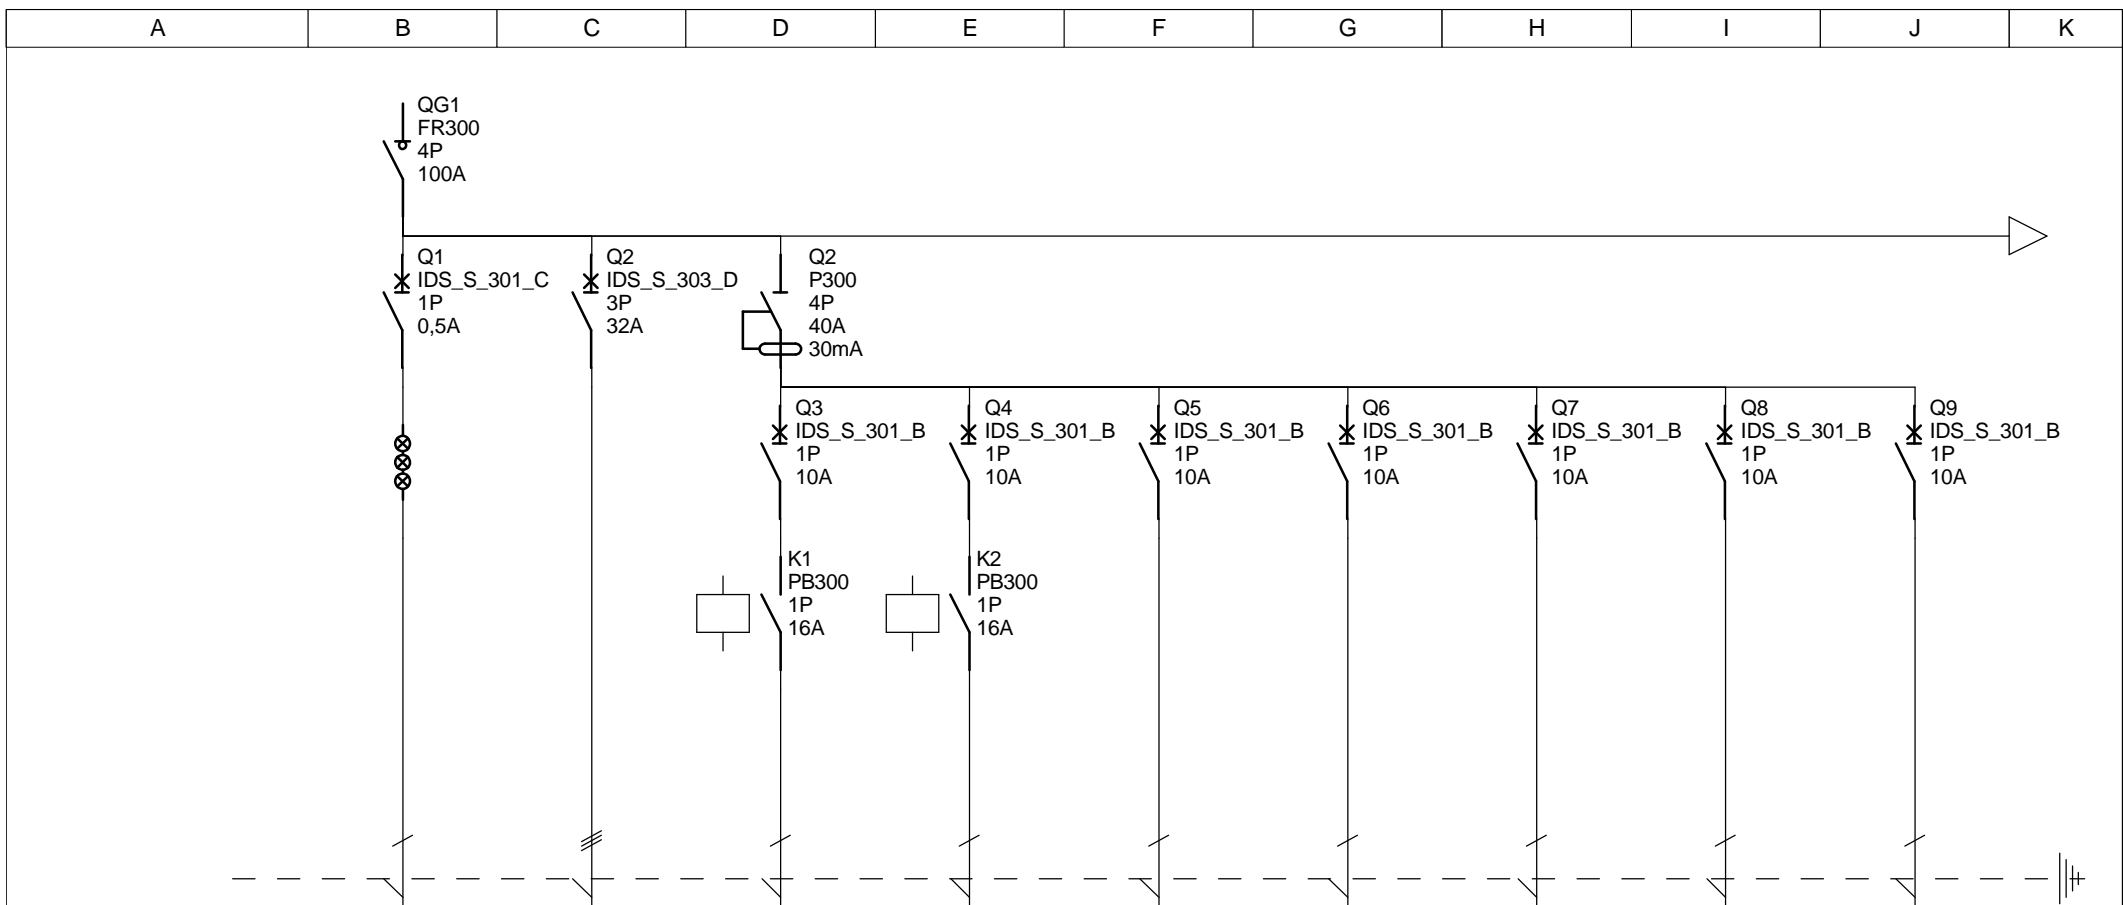 A
B
C
D
E
F
G
H
I
J
K
QG1
FR300
4P
100A
Q1
IDS_S_301_C
1P
0,5A
Q2
IDS_S_303_D
3P
32A
Q2
P300
4P
40A
30mA
Q3
IDS_S_301_B
1P
10A
Q4
IDS_S_301_B
1P
10A
Q5
IDS_S_301_B
1P
10A
Q6
IDS_S_301_B
1P
10A
Q7
IDS_S_301_B
1P
10A
Q8
IDS_S_301_B
1P
10A
Q9
IDS_S_301_B
1P
10A
K1
PB300
1P
16A
K2
PB300
1P
16A